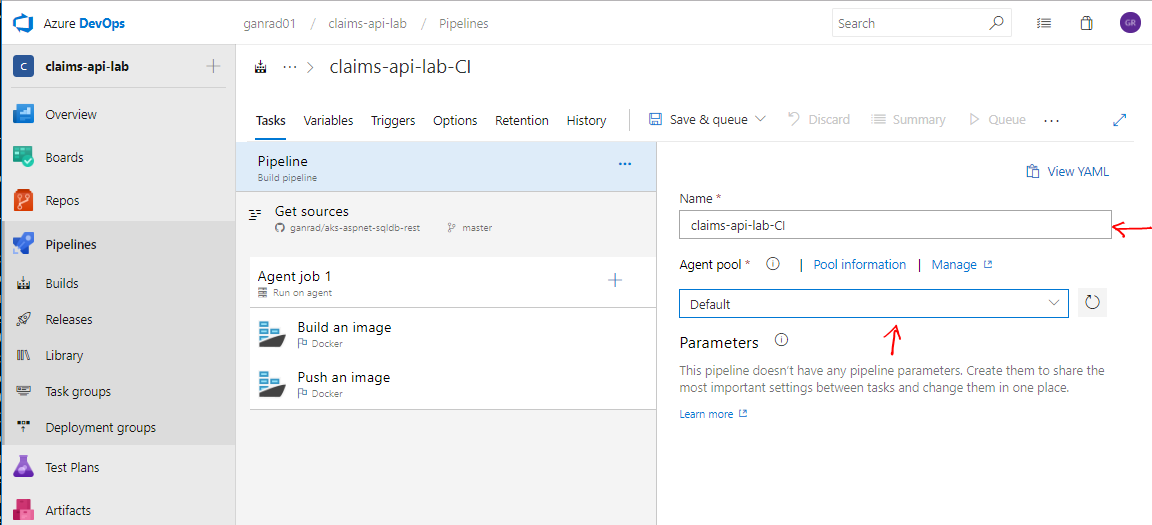 Azure DevOps
ganrad01 / claims-api-lab / Pipelines
Search
GR
C claims-api-lab
Overview
Boards
Repos
Pipelines
Builds
Releases
Library
Task groups
Deployment groups
Test Plans
Artifacts
... > claims-api-lab-CI
Tasks Variables Triggers Options Retention History Save & queue Discard Summary Queue ...
Pipeline ...
Build pipeline
Get sources
ganrad/aks-aspnet-sqldb-rest master
Agent job 1
Run on agent
Build an image
Docker
Push an image
Docker
View YAML
Name *
claims-api-lab-CI
Agent pool * | Pool information | Manage
Default
Parameters
This pipeline doesn't have any pipeline parameters. Create them to share the
most important settings between tasks and change them in one place.
Learn more